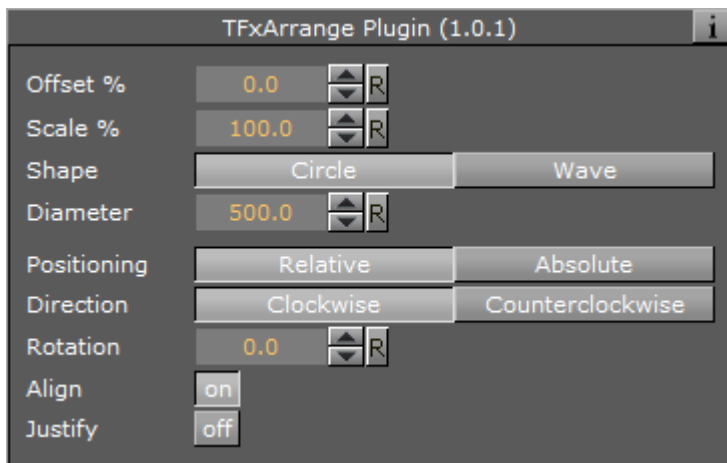 TFxArrange Plugin (1.0.1) i
Offset % 0.0 R
Scale % 100.0 R
Shape Circle Wave
Diameter 500.0 R
Positioning Relative Absolute
Direction Clockwise Counterclockwise
Rotation 0.0 R
Align on
Justify off